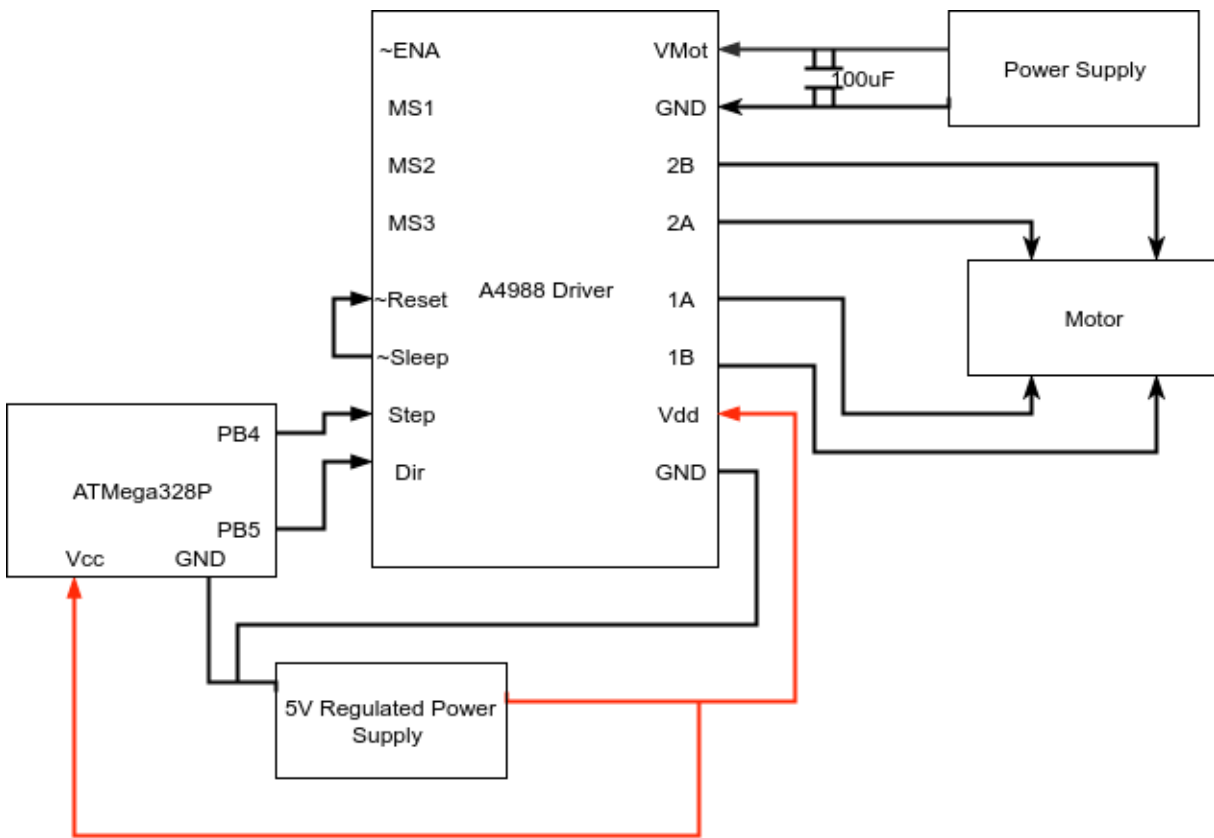 ~ENA
MS1
MS2
MS3
~Reset
~Sleep
Step
Dir
A4988 Driver
VMot
GND
2B
2A
1A
1B
Vdd
GND
100uF
Power Supply
Motor
PB4
ATMega328P
PB5
Vcc
GND
5V Regulated Power
Supply